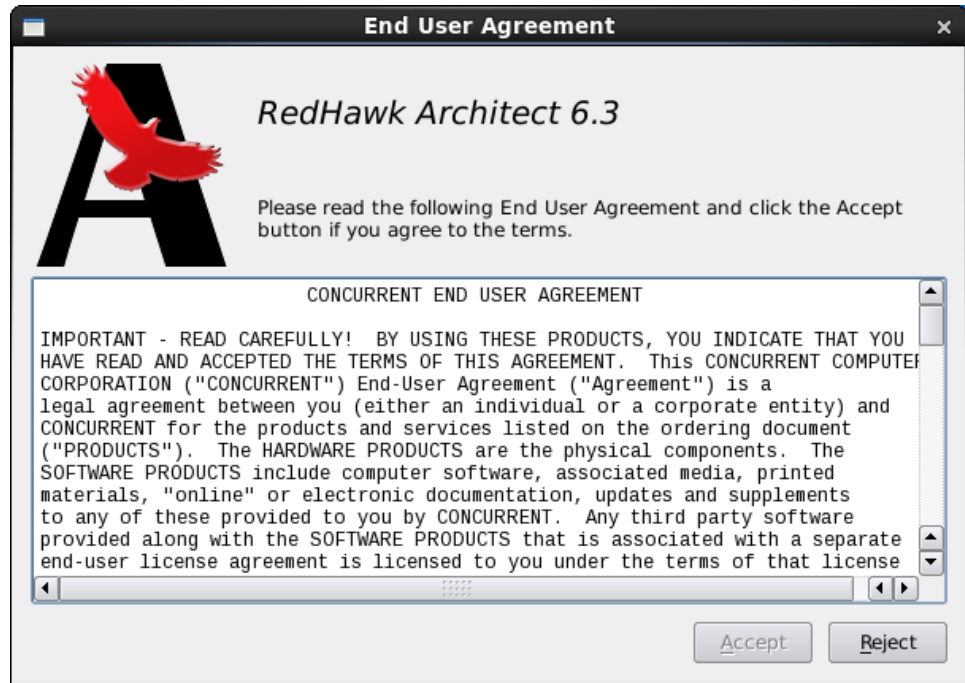 End User Agreement
RedHawk Architect 6.3
Please read the following End User Agreement and click the Accept
button if you agree to the terms.
CONCURRENT END USER AGREEMENT
IMPORTANT - READ CAREFULLY!  BY USING THESE PRODUCTS, YOU INDICATE THAT YOU
HAVE READ AND ACCEPTED THE TERMS OF THIS AGREEMENT.  This CONCURRENT COMPUTER
CORPORATION ("CONCURRENT") End-User Agreement ("Agreement") is a
legal agreement between you (either an individual or a corporate entity) and
CONCURRENT for the products and services listed on the ordering document
("PRODUCTS").  The HARDWARE PRODUCTS are the physical components.  The
SOFTWARE PRODUCTS include computer software, associated media, printed
materials, "online" or electronic documentation, updates and supplements
to any of these provided to you by CONCURRENT.  Any third party software
provided along with the SOFTWARE PRODUCTS that is associated with a separate
end-user license agreement is licensed to you under the terms of that license
Accept
Reject